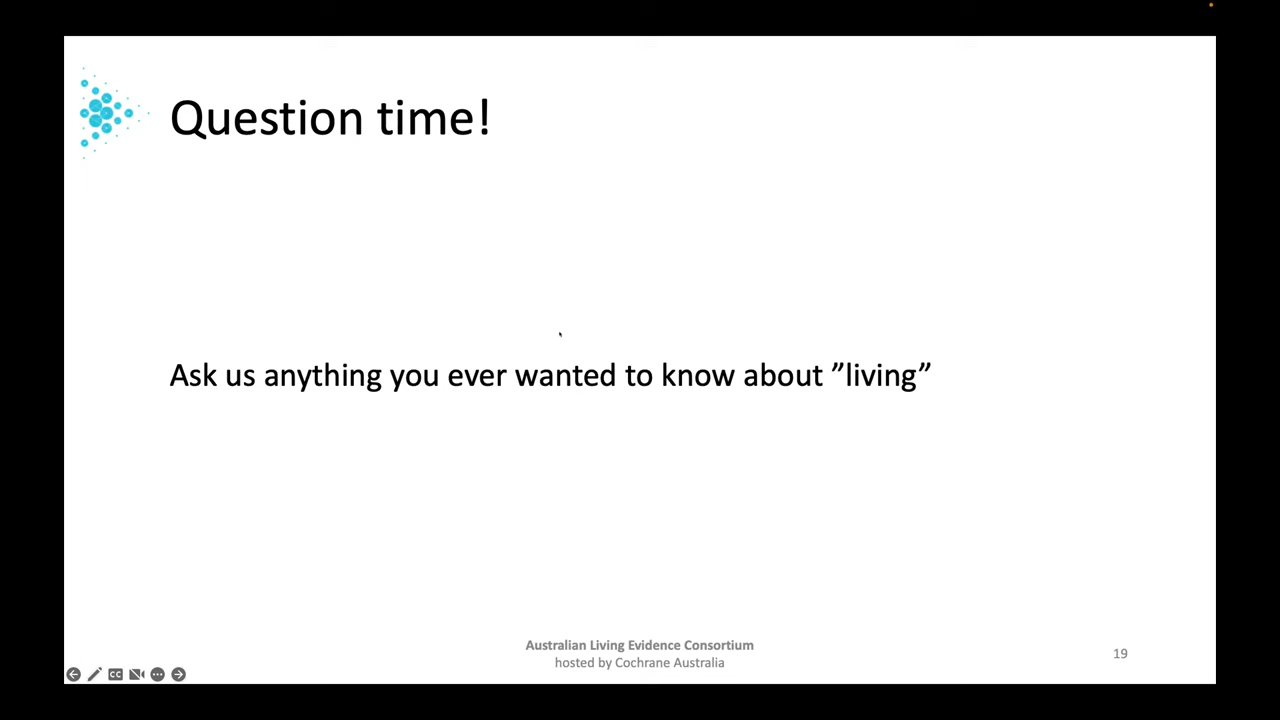 Question time!
Ask us anything you ever wanted to know about ”living”
Australian Living Evidence Consortium
hosted by Cochrane Australia
19
CC